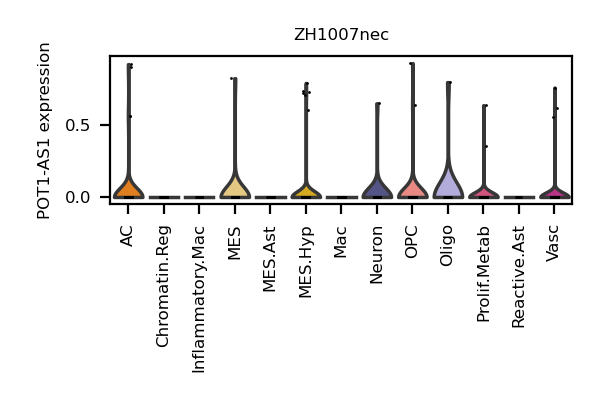 ZH1007nec
POT1-AS1 expression
0.5
0.0
AC
Chromatin.Reg
Inflammatory.Mac
MES
MES.Ast
MES.Hyp
Mac
Neuron
OPC
Oligo
Prolif.Metab
Reactive.Ast
Vasc